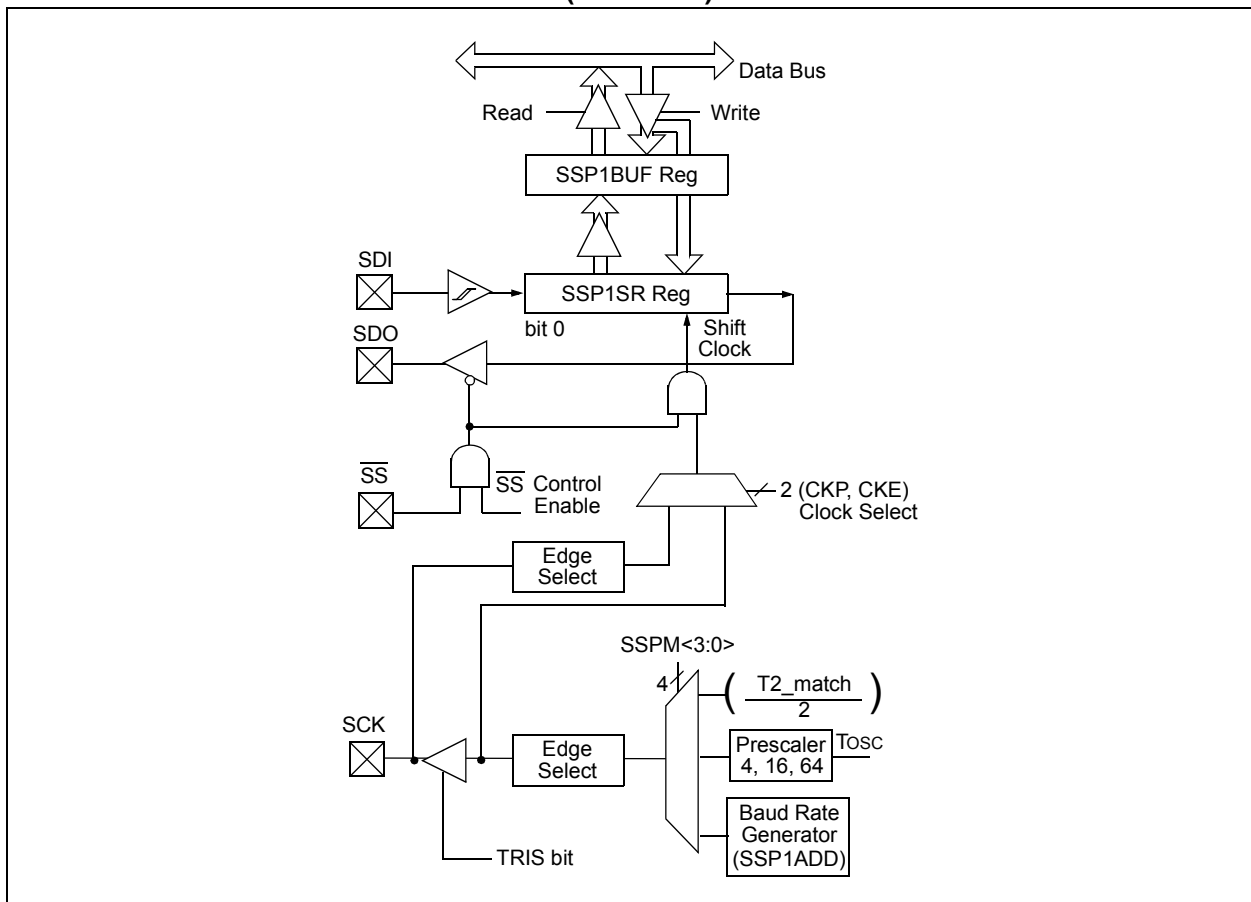 Data Bus
Read
Write
SSP1BUF Reg
SDI
SSP1SR Reg
bit 0
Shift
Clock
SDO
SS
SS Control
Enable
2 (CKP, CKE)
Clock Select
Edge
Select
SSPM<3:0>
4
( T2_match )
2
SCK
Edge
Select
Prescaler
4, 16, 64
TOSC
Baud Rate
Generator
(SSP1ADD)
TRIS bit